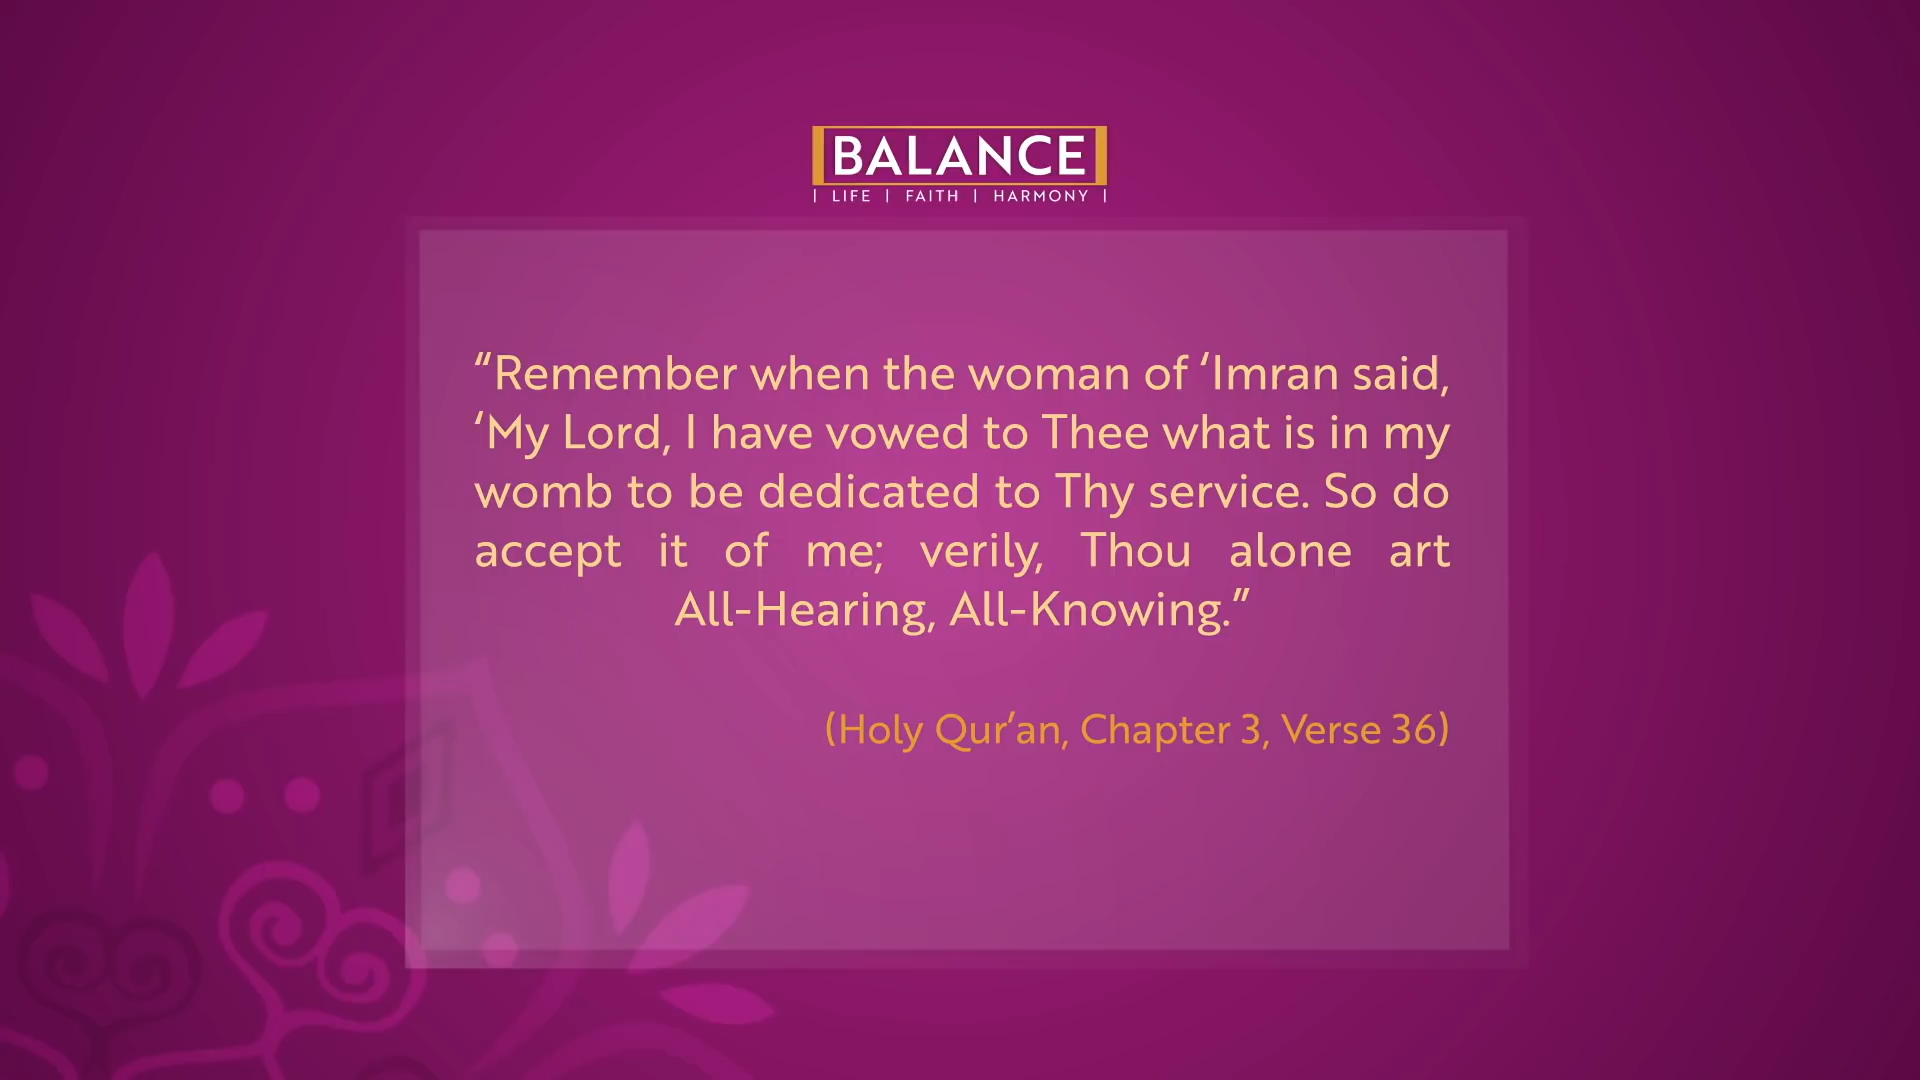 BALANCE
| LIFE | FAITH | HARMONY |
“Remember when the woman of ‘Imran said,
‘My Lord, I have vowed to Thee what is in my
womb to be dedicated to Thy service. So do
accept it of me; verily, Thou alone art
All-Hearing, All-Knowing.”
(Holy Qur’an, Chapter 3, Verse 36)